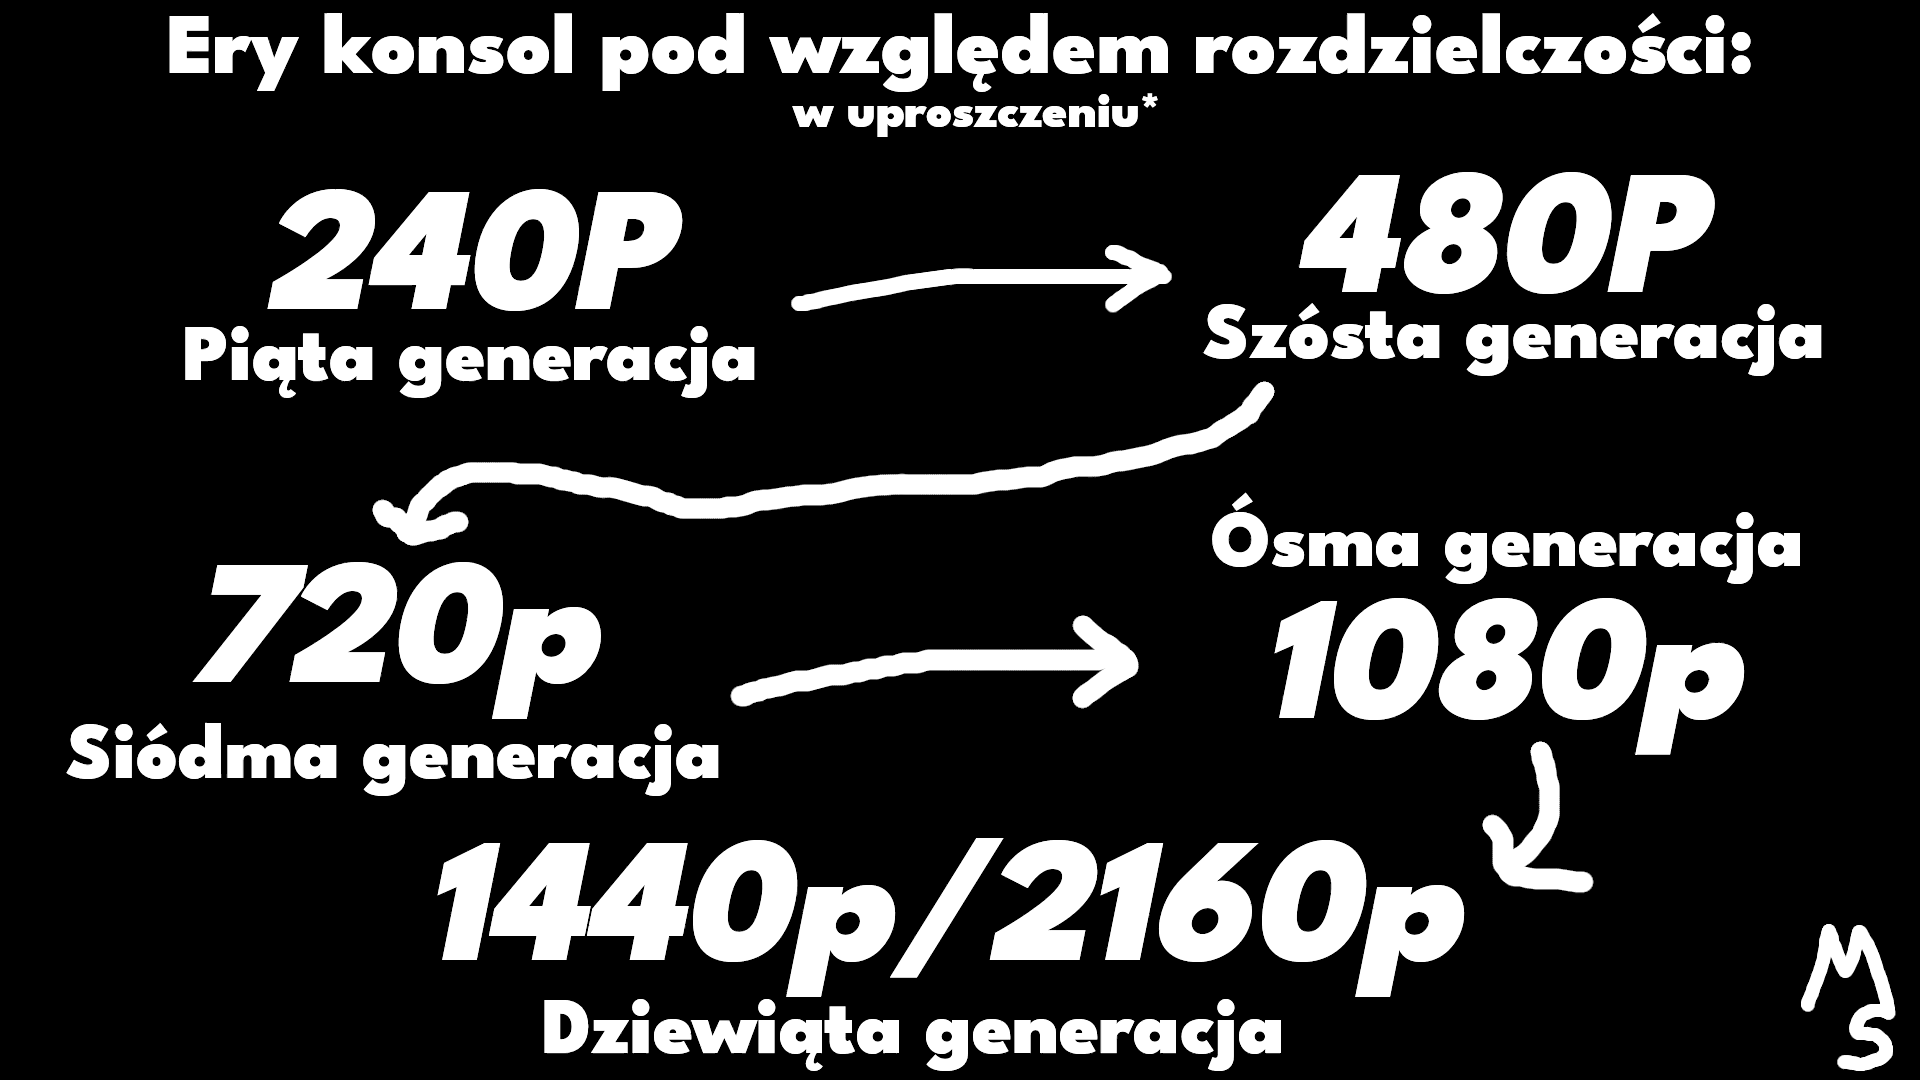 Ery konsol pod względem rozdzielczości:
w uproszczeniu*
240P
Piąta generacja
480P
Szósta generacja
720p
Siódma generacja
Ósma generacja
1080p
1440p/2160p
Dziewiąta generacja
M
S